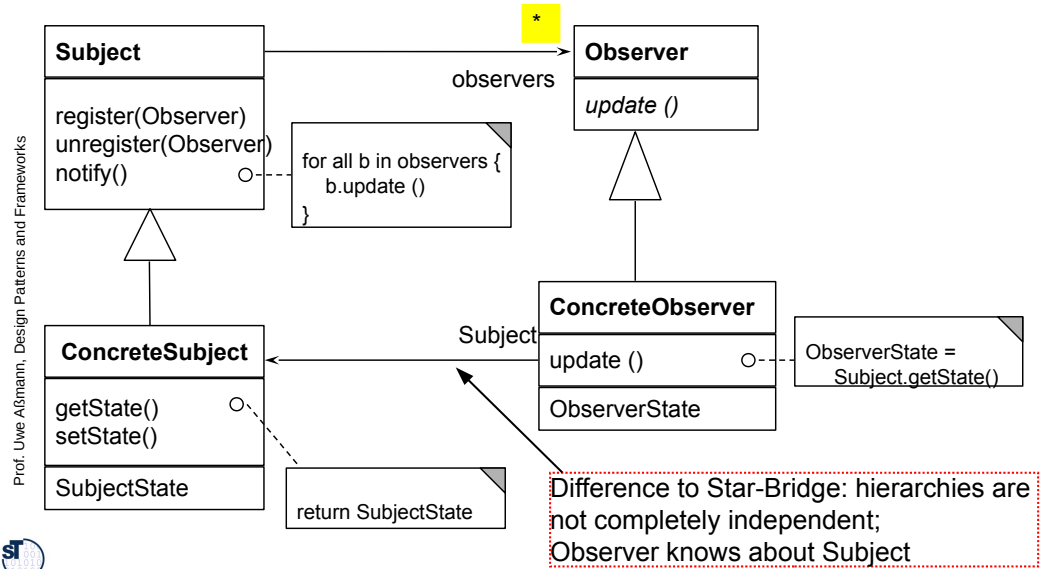 *
Subject
Observer
observers
update ()
register(Observer)
unregister(Observer)
notify()
for all b in observers {
b.update ()
}
Prof. Uwe Aßmann, Design Patterns and Frameworks
ConcreteObserver
Subject
ConcreteSubject
update ()
ObserverState =
Subject.getState()
getState()
setState()
ObserverState
SubjectState
return SubjectState
Difference to Star-Bridge: hierarchies are
not completely independent;
Observer knows about Subject
ST